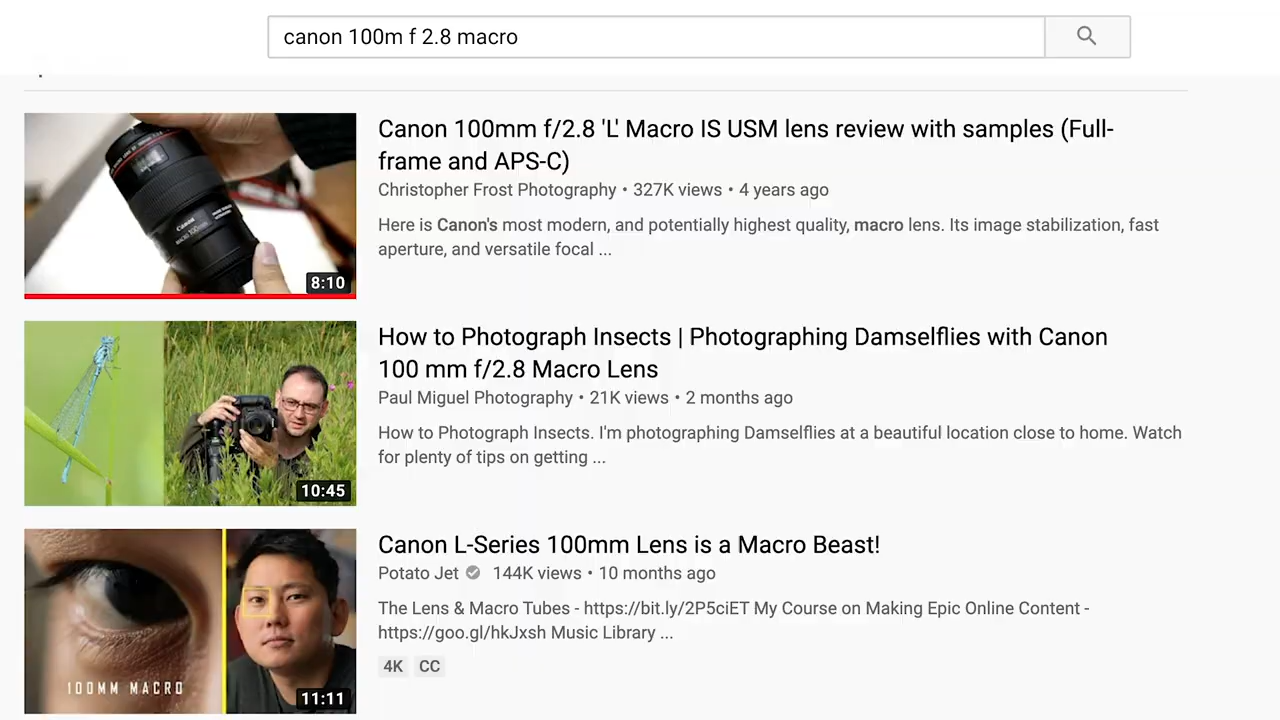 canon 100m f 2.8 macro
Canon 100mm f/2.8 'L' Macro IS USM lens review with samples (Full-
frame and APS-C)
Christopher Frost Photography • 327K views • 4 years ago
Here is Canon's most modern, and potentially highest quality, macro lens. Its image stabilization, fast
aperture, and versatile focal ...
Canon
8:10
How to Photograph Insects | Photographing Damselflies with Canon
100 mm f/2.8 Macro Lens
Paul Miguel Photography • 21K views • 2 months ago
How to Photograph Insects. I'm photographing Damselflies at a beautiful location close to home. Watch
for plenty of tips on getting ...
10:45
Canon L-Series 100mm Lens is a Macro Beast!
Potato Jet 144K views • 10 months ago
The Lens & Macro Tubes - https://bit.ly/2P5ciET My Course on Making Epic Online Content -
https://goo.gl/hkJxsh Music Library ...
4K CC
100MM MACRO
11:11